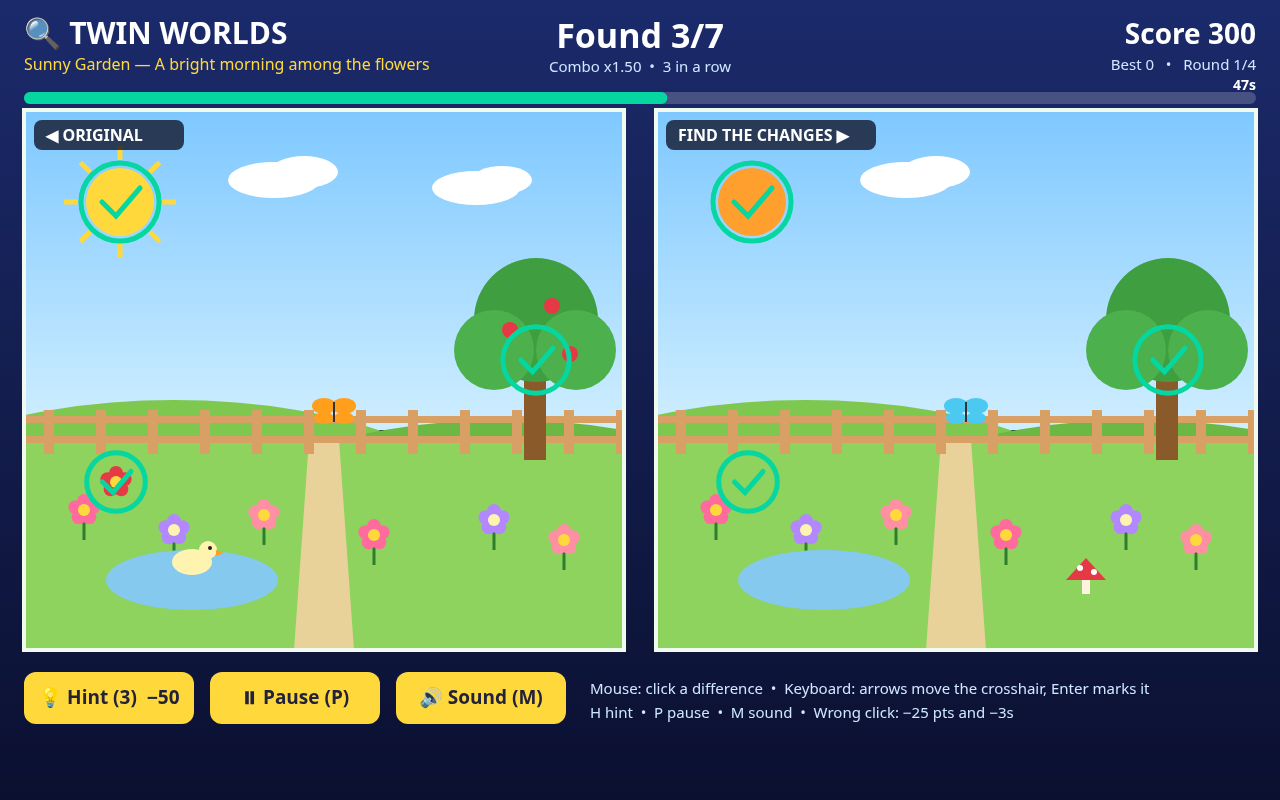 🔍 TWIN WORLDS
Sunny Garden — A bright morning among the flowers
Found 3/7
Combo x1.50 • 3 in a row
Score 300
Best 0 • Round 1/4
47s
◀ ORIGINAL
FIND THE CHANGES ▶
💡 Hint (3) −50
⏸ Pause (P)
🔊 Sound (M)
Mouse: click a difference • Keyboard: arrows move the crosshair, Enter marks it
H hint • P pause • M sound • Wrong click: −25 pts and −3s